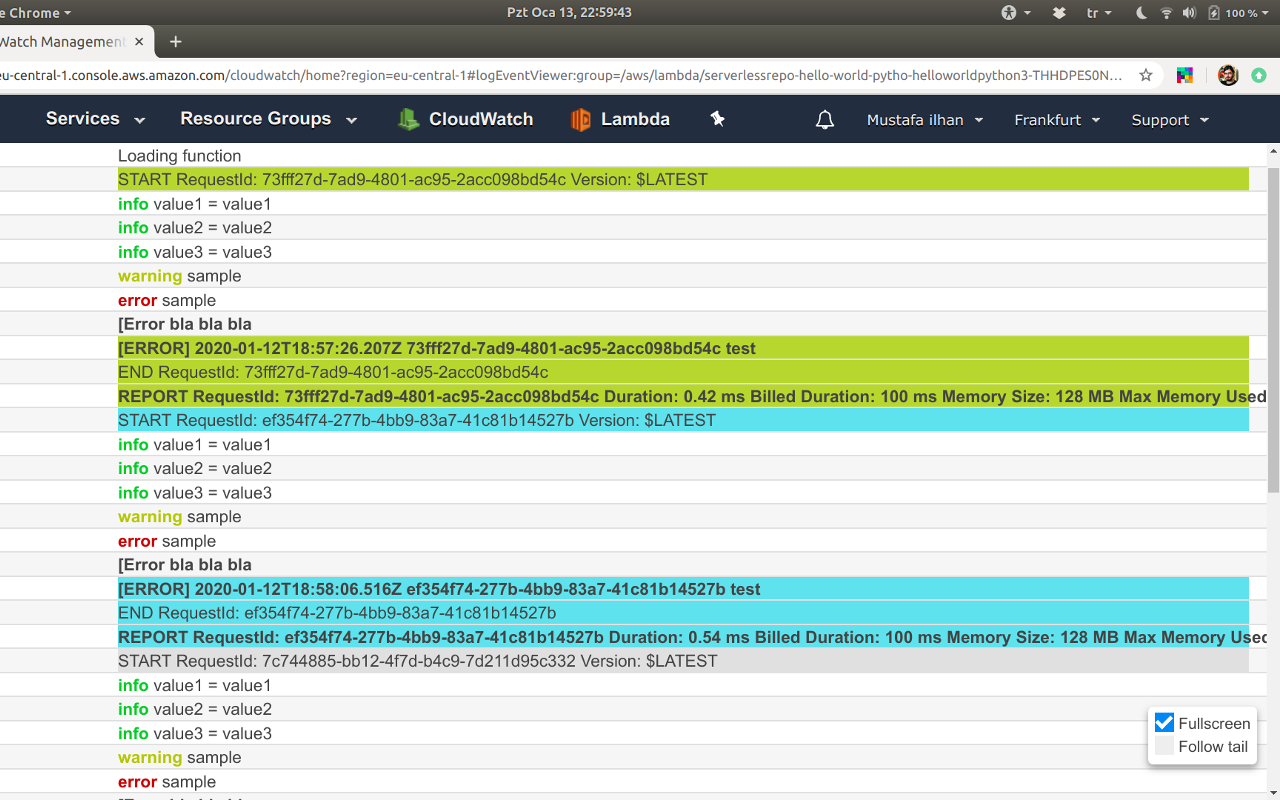 e Chrome
Pzt Oca 13, 22:59:43
tr
100 %
Watch Management
eu-central-1.console.aws.amazon.com/cloudwatch/home?region=eu-central-1#logEventViewer:group=/aws/lambda/serverlessrepo-hello-world-pytho-helloworldpython3-THHDPES0N…
Services Resource Groups CloudWatch Lambda Mustafa ilhan Frankfurt Support
Loading function
START RequestId: 73fff27d-7ad9-4801-ac95-2acc098bd54c Version: $LATEST
info value1 = value1
info value2 = value2
info value3 = value3
warning sample
error sample
[Error bla bla bla
[ERROR] 2020-01-12T18:57:26.207Z 73fff27d-7ad9-4801-ac95-2acc098bd54c test
END RequestId: 73fff27d-7ad9-4801-ac95-2acc098bd54c
REPORT RequestId: 73fff27d-7ad9-4801-ac95-2acc098bd54c Duration: 0.42 ms Billed Duration: 100 ms Memory Size: 128 MB Max Memory Used
START RequestId: ef354f74-277b-4bb9-83a7-41c81b14527b Version: $LATEST
info value1 = value1
info value2 = value2
info value3 = value3
warning sample
error sample
[Error bla bla bla
[ERROR] 2020-01-12T18:58:06.516Z ef354f74-277b-4bb9-83a7-41c81b14527b test
END RequestId: ef354f74-277b-4bb9-83a7-41c81b14527b
REPORT RequestId: ef354f74-277b-4bb9-83a7-41c81b14527b Duration: 0.54 ms Billed Duration: 100 ms Memory Size: 128 MB Max Memory Used
START RequestId: 7c744885-bb12-4f7d-b4c9-7d211d95c332 Version: $LATEST
info value1 = value1
info value2 = value2
info value3 = value3
warning sample
error sample
Fullscreen
Follow tail